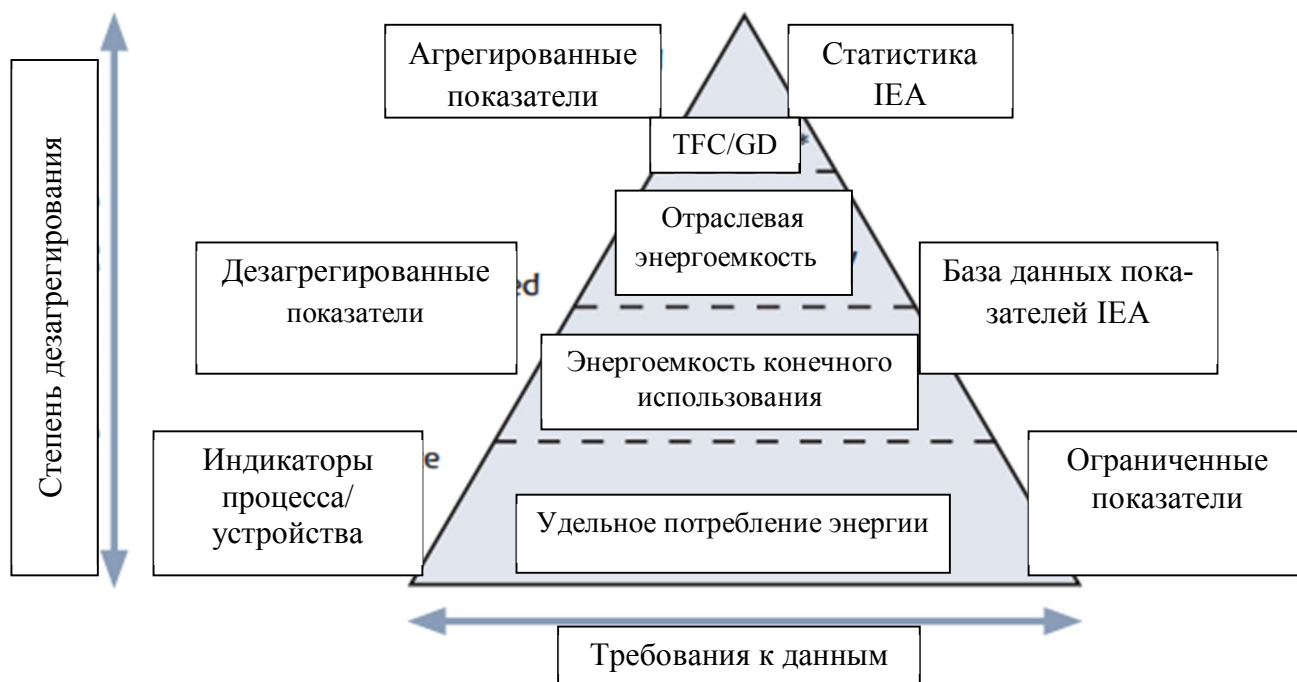 Агрегированные
показатели
Статистика
IEA
TFC/GD
*
Отраслевая
энергоемкость
Дезагрегированные
показатели
ed
База данных пока-
зателей IEA
Энергоемкость конечного
использования
Индикаторы
процесса/
устройства
e
Удельное потребление энергии
Ограниченные
показатели
Степень дезагрегирования
Требования к данным